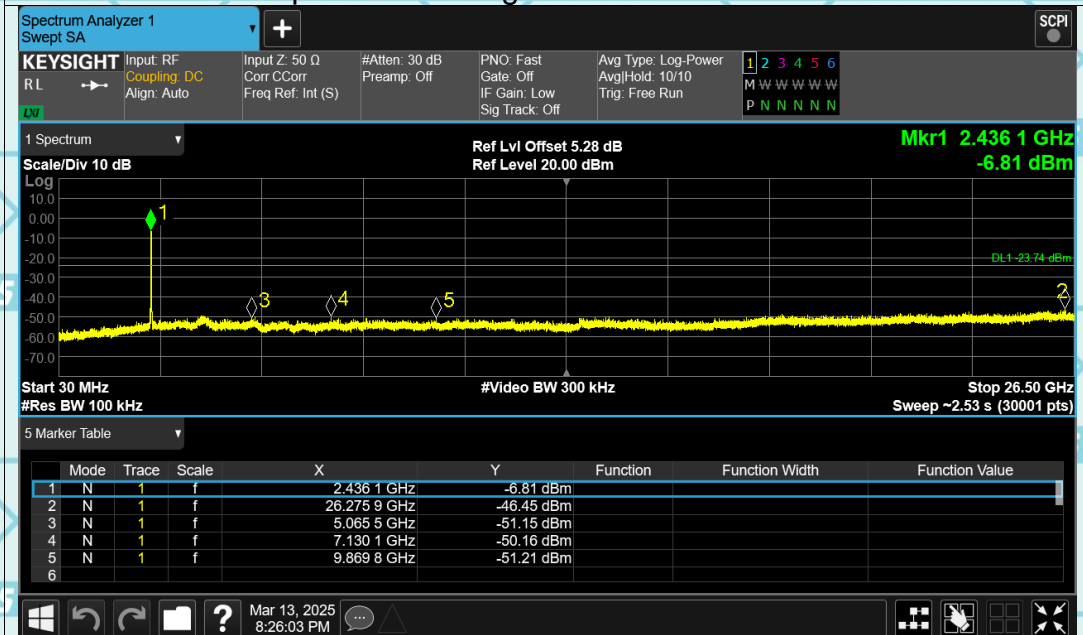 Spectrum Analyzer 1
Swept SA
+
SCPI
KEYSIGHT
R L
LXI
Input: RF
Coupling: DC
Align: Auto
Input Z: 50 Ω
Corr CCorr
Freq Ref: Int (S)
#Atten: 30 dB
Preamp: Off
PNO: Fast
Gate: Off
IF Gain: Low
Sig Track: Off
Avg Type: Log-Power
Avg|Hold: 10/10
Trig: Free Run
1 2 3 4 5 6
M W W W W W
P N N N N N
1 Spectrum
Scale/Div 10 dB
Ref Lvl Offset 5.28 dB
Ref Level 20.00 dBm
Mkr1 2.436 1 GHz
-6.81 dBm
Log
10.0
0.00
-10.0
-20.0
-30.0
-40.0
-50.0
-60.0
-70.0
1
DL1 -23.74 dBm
3
4
5
2
Start 30 MHz
#Video BW 300 kHz
Stop 26.50 GHz
#Res BW 100 kHz
Sweep ~2.53 s (30001 pts)
5 Marker Table
Mode Trace Scale X Y Function Function Width Function Value
1 N 1 f 2.436 1 GHz -6.81 dBm
2 N 1 f 26.275 9 GHz -46.45 dBm
3 N 1 f 5.065 5 GHz -51.15 dBm
4 N 1 f 7.130 1 GHz -50.16 dBm
5 N 1 f 9.869 8 GHz -51.21 dBm
6
?
Mar 13, 2025
8:26:03 PM